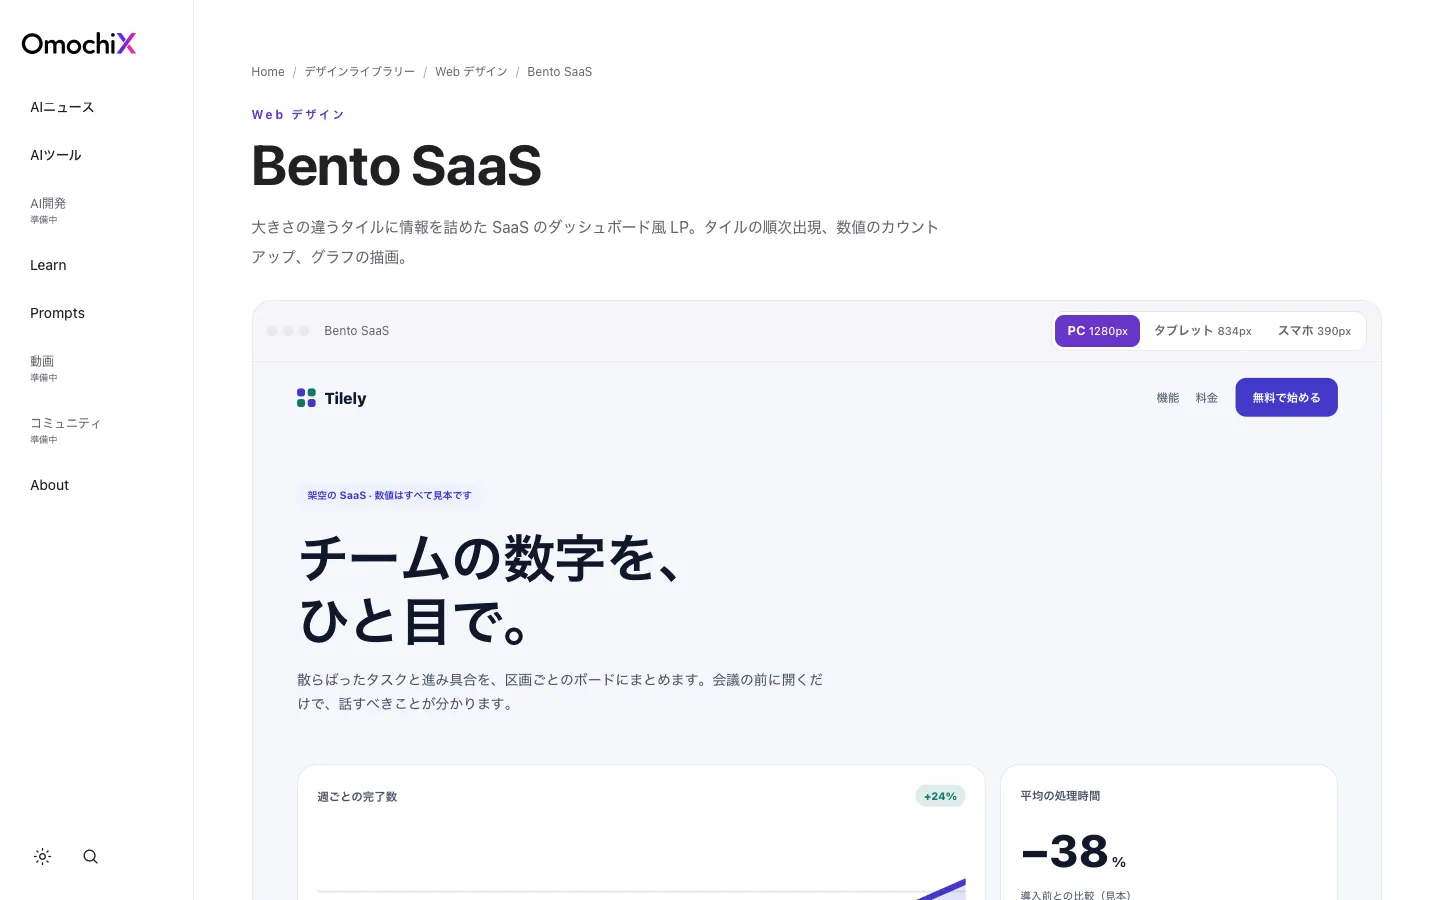 OmochiX
AIニュース
AIツール
AI開発
準備中
Learn
Prompts
動画
準備中
コミュニティ
準備中
About
Home / デザインライブラリー / Web デザイン / Bento SaaS
Web デザイン
Bento SaaS
大きさの違うタイルに情報を詰めた SaaS のダッシュボード風 LP。タイルの順次出現、数値のカウント
アップ、グラフの描画。
Bento SaaS
PC 1280px
タブレット 834px
スマホ 390px
Tilely
機能
料金
無料で始める
架空の SaaS · 数値はすべて見本です
チームの数字を、
ひと目で。
散らばったタスクと進み具合を、区画ごとのボードにまとめます。会議の前に開くだ
けで、話すべきことが分かります。
週ごとの完了数
+24%
平均の処理時間
−38%
導入前との比較（見本）